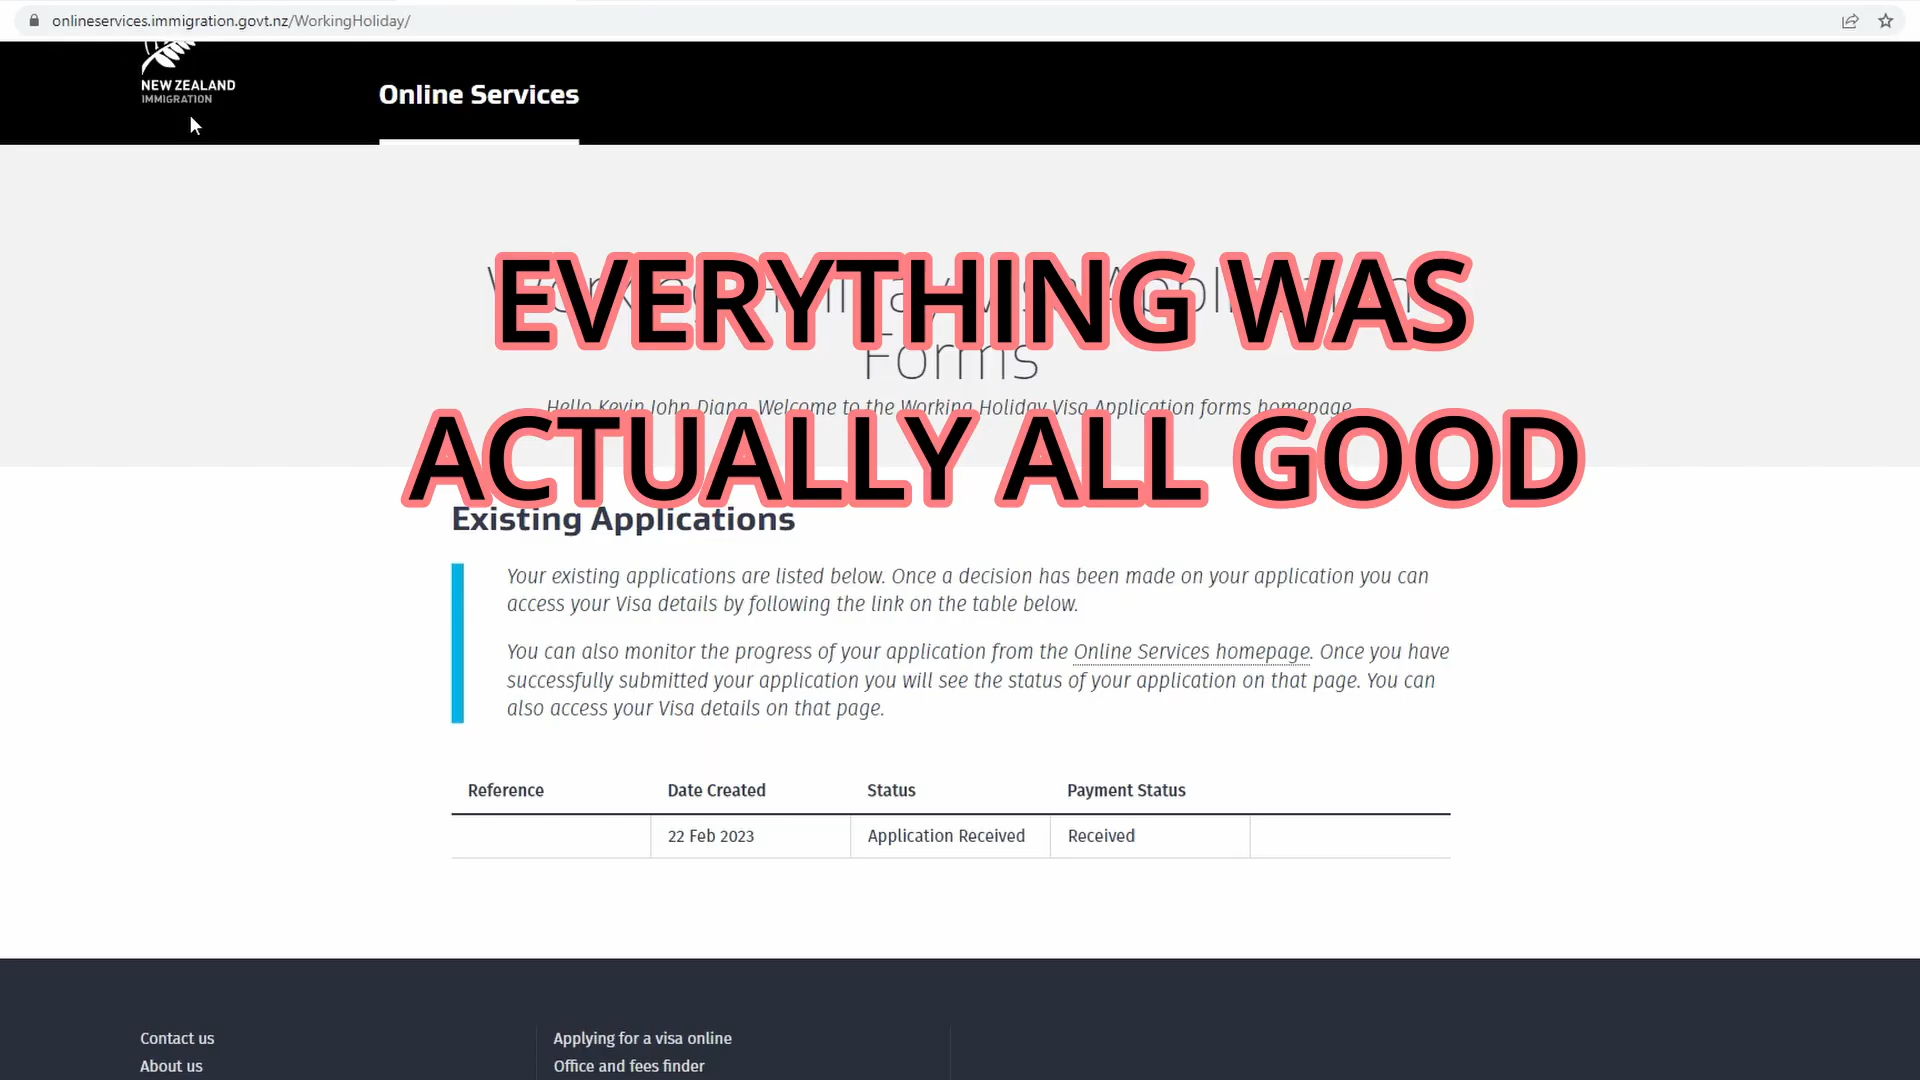 onlineservices.immigration.govt.nz/WorkingHoliday/
NEW ZEALAND
IMMIGRATION
Online Services
Working Holiday Visa Application
EVERYTHING WAS
Forms
Hello Kevin John Diana. Welcome to the Working Holiday Visa Application forms homepage
ACTUALLY ALL GOOD
Existing Applications
Your existing applications are listed below. Once a decision has been made on your application you can
access your Visa details by following the link on the table below.
You can also monitor the progress of your application from the Online Services homepage. Once you have
successfully submitted your application you will see the status of your application on that page. You can
also access your Visa details on that page.
Reference Date Created Status Payment Status
22 Feb 2023 Application Received Received
Contact us
About us
Applying for a visa online
Office and fees finder